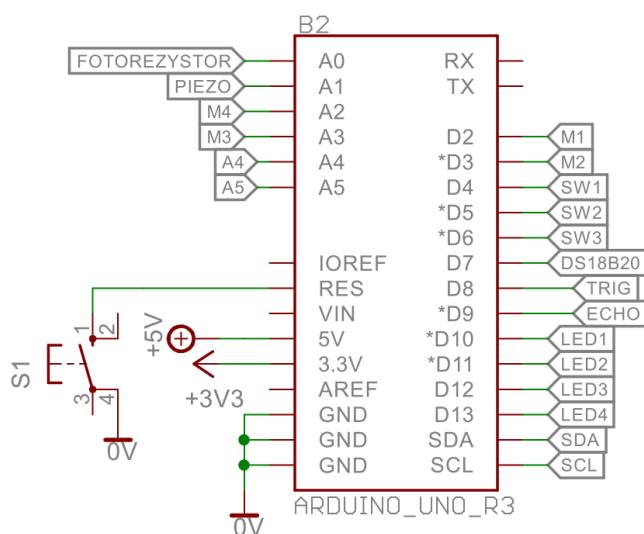 B2
FOTOREZYSTOR A0 RX
PIEZO A1 TX
M4 A2
M3 A3 D2 M1
A4 A4 *D3 M2
A5 A5 D4 SW1
*D5 SW2
*D6 SW3
IOREF D7 DS18B20
RES D8 TRIG
VIN *D9 ECHO
+5V 5V *D10 LED1
3.3V *D11 LED2
+3V3 AREF D12 LED3
GND D13 LED4
GND SDA SDA
GND SCL SCL
S1
1 2
3 4
0V
0V
ARDUINO_UNO_R3